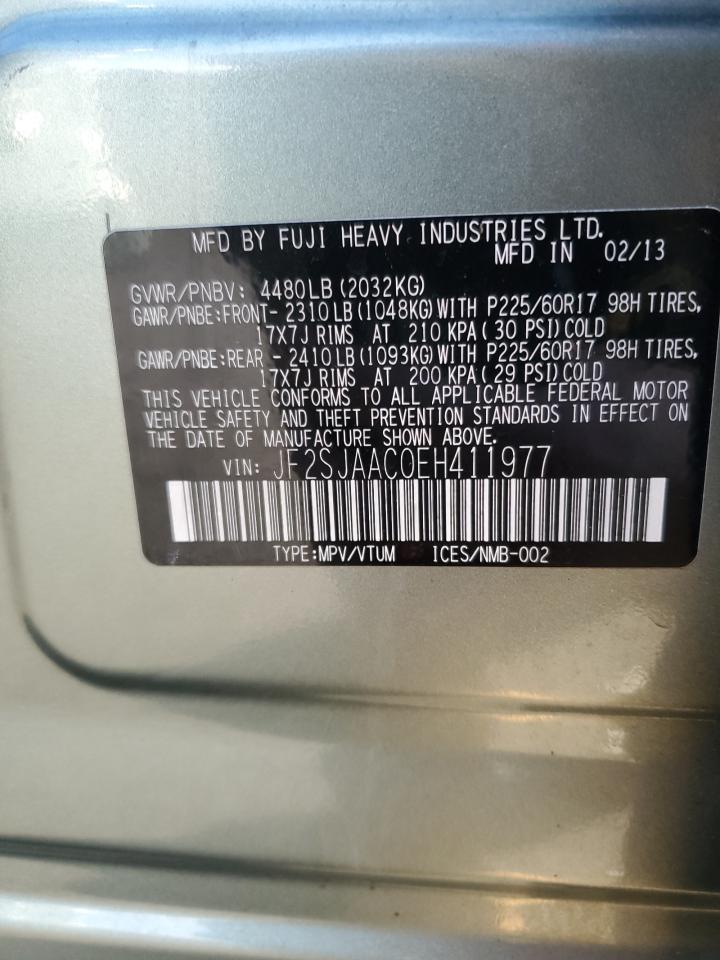 MFD BY FUJI HEAVY INDUSTRIES LTD.
MFD IN 02/13
GVWR/PNBV: 4480LB(2032KG)
GAWR/PNBE:FRONT- 2310LB(1048KG)WITH P225/60R17 98H TIRES,
17X7J RIMS AT 210 KPA( 30 PSI)COLD
GAWR/PNBE:REAR - 2410LB(1093KG)WITH P225/60R17 98H TIRES,
17X7J RIMS AT 200 KPA( 29 PSI)COLD
THIS VEHICLE CONFORMS TO ALL APPLICABLE FEDERAL MOTOR
VEHICLE SAFETY AND THEFT PREVENTION STANDARDS IN EFFECT ON
THE DATE OF MANUFACTURE SHOWN ABOVE.
VIN: JF2SJAAC0EH411977
TYPE:MPV/VTUM ICES/NMB-002